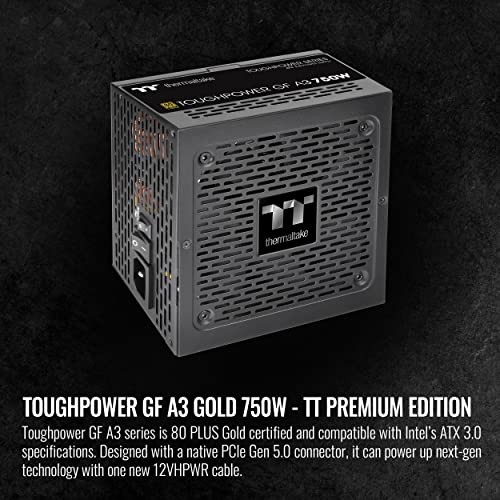 thermaltake
TOUGHPOWER SERIES
TOUGHPOWER GF A3 750W
TT
thermaltake
TOUGHPOWER GF A3 GOLD 750W - TT PREMIUM EDITION
Toughpower GF A3 series is 80 PLUS Gold certified and compatible with Intel's ATX 3.0
specifications. Designed with a native PCIe Gen 5.0 connector, it can power up next-gen
technology with one new 12VHPWR cable.